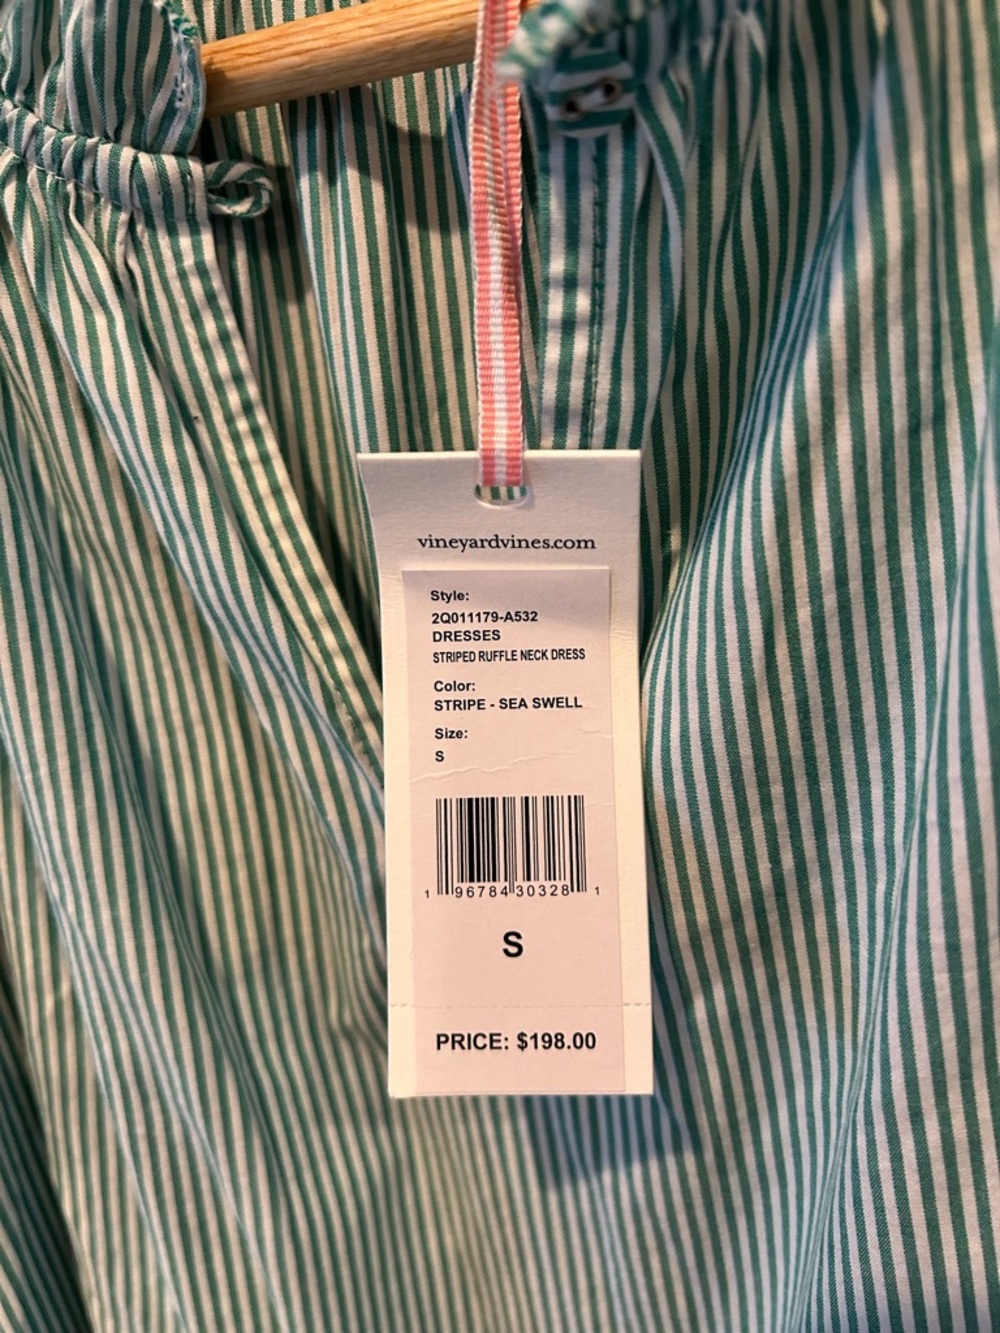 vineyardvines.com
Style:
2Q011179-A532
DRESSES
STRIPED RUFFLE NECK DRESS
Color:
STRIPE - SEA SWELL
Size:
S
1 96784 30328 1
S
PRICE: $198.00